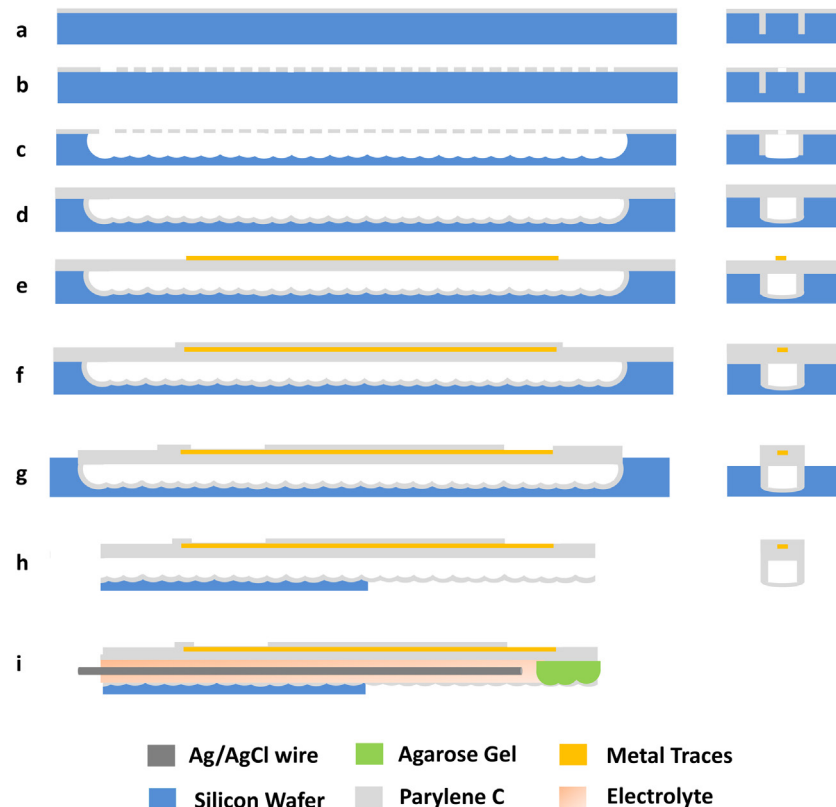 a
b
c
d
e
f
g
h
i
Ag/AgCl wire Agarose Gel Metal Traces
Silicon Wafer Parylene C Electrolyte